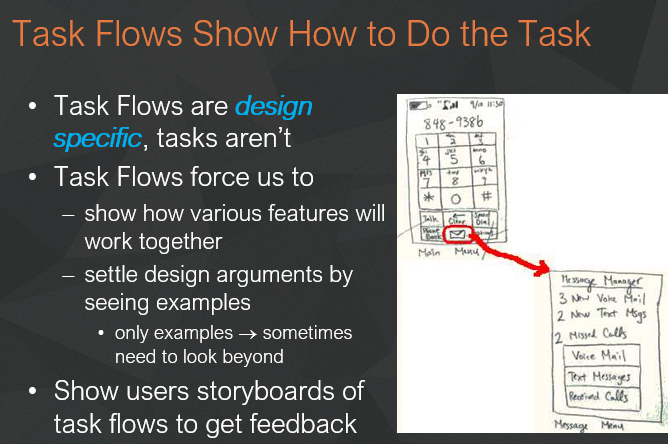 Task Flows Show How to Do the Task
• Task Flows are design
specific, tasks aren't
• Task Flows force us to
– show how various features will
work together
– settle design arguments by
seeing examples
• only examples → sometimes
need to look beyond
• Show users storyboards of
task flows to get feedback
9/10 11:30
848-9386
1 2 3
4 5 6
7 8 9
* 0 #
Talk Clear Speed Dial
Phone Book
Main Menu
Message Manager
3 New Voice Mail
2 New Text Msgs
2 Missed Calls
Voice Mail
Text Messages
Received Calls
Message Menu